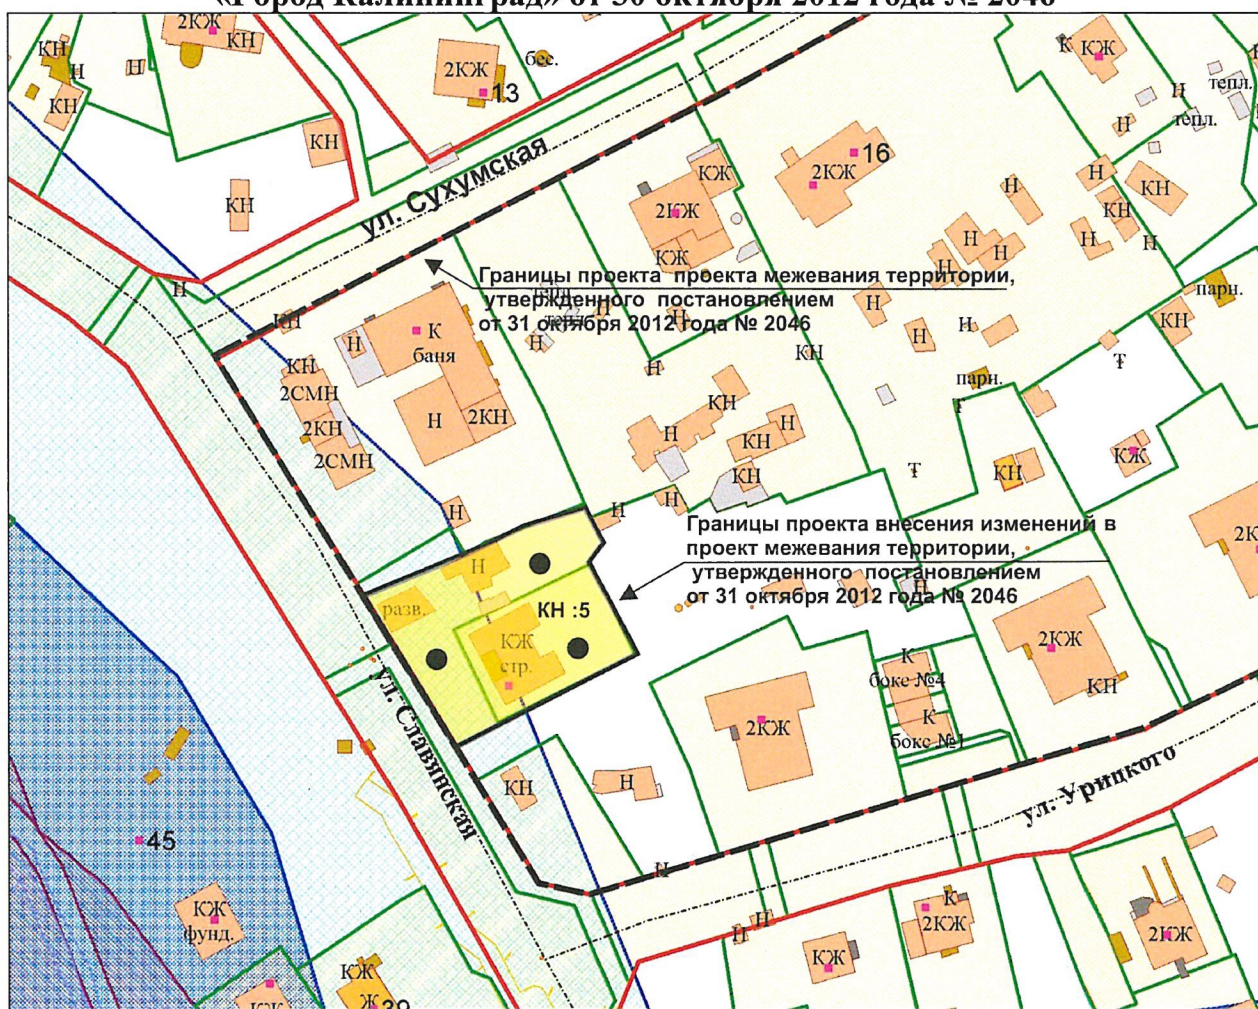 «Город Калининград» от 30 октября 2012 года № 2046
2КЖ
КН
КН
Н
Н
КН
2КЖ
13
бес.
К
КЖ
Н
тепл.
тепл.
Н
КН
КН
ул. Сухумская
КЖ
2КЖ
КЖ
2КЖ
16
Н
Н
КН
КН
Н
Н
Н
Н
Н
Н
Границы проекта проекта межевания территории,
утвержденного постановлением
от 31 октября 2012 года № 2046
тепл.
Н
Н
Н
парн.
КН
КН
Н
К
баня
Н
КН
Н
Н
Н
КН
2СМН
2КН
2СМН
Н
2КН
КН
Н
КН
Н
КН
Н
Н
парн.
Г
Т
Т
КН
КЖ
Н
Н
Границы проекта внесения изменений в
проект межевания территории,
утвержденного постановлением
от 31 октября 2012 года № 2046
Н
Н
разв.
КН :5
КЖ
стр.
2КЖ
КН
К
бокс №4
К
бокс №1
2КЖ
ул. Славянская
ул. Урицкого
КН
Н
Н
45
КЖ
фунд.
КЖ
КЖ
Ж
39
Н
Н
КЖ
К
2КЖ
2КЖ